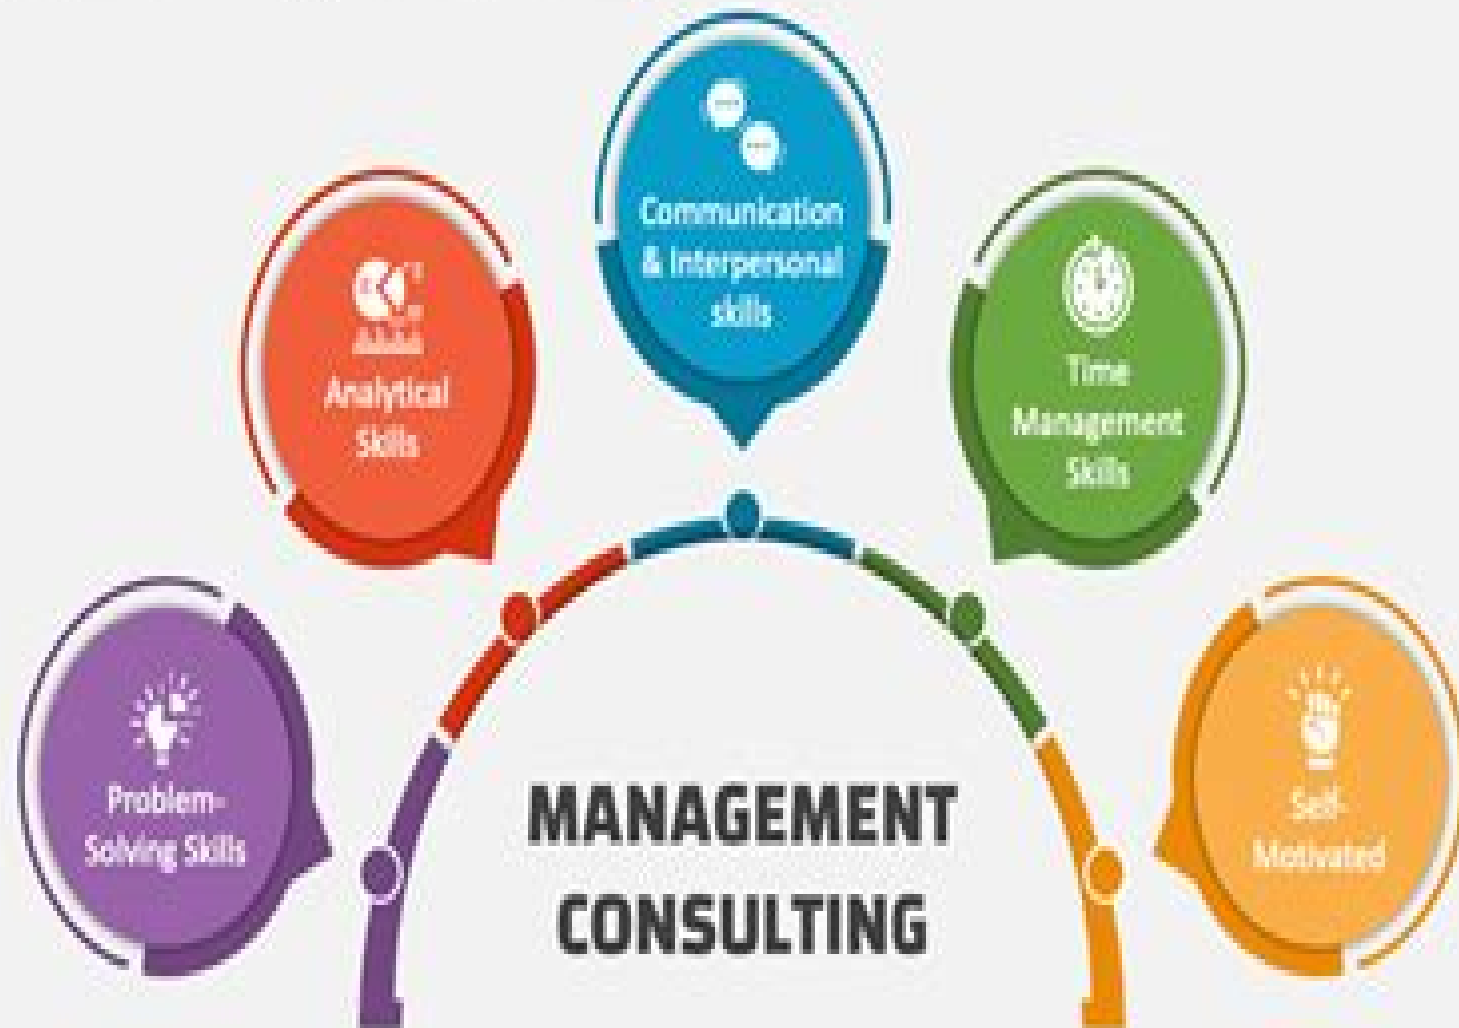 Communication
& Interpersonal
skills
Analytical
Skills
Time
Management
Skills
Problem-
Solving Skills
Self-
Motivated
MANAGEMENT
CONSULTING